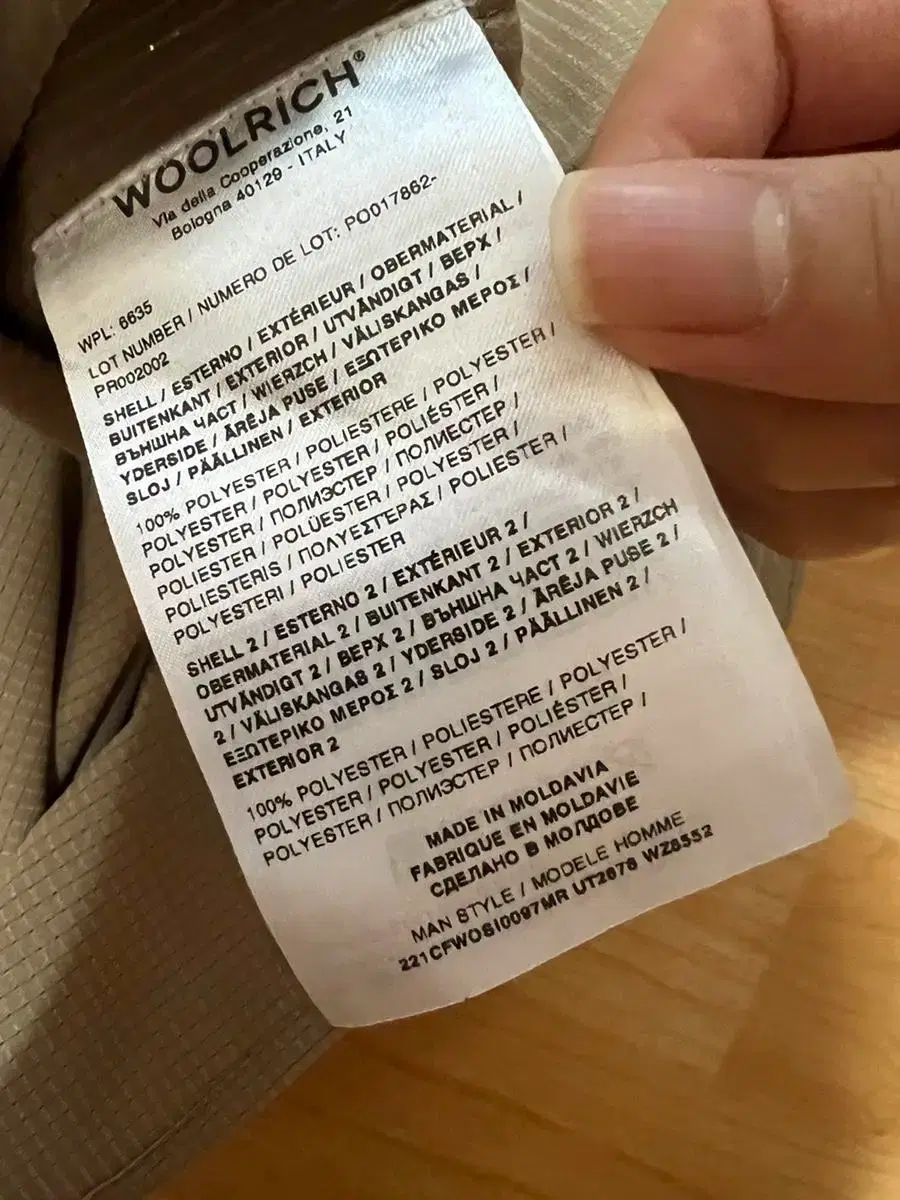 WOOLRICH®
Via della Cooperazione, 21
Bologna 40129 - ITALY
WPL: 6635
LOT NUMBER / NUMERO DE LOT: PO017862-
PR002002
SHELL / ESTERNO / EXTÉRIEUR / OBERMATERIAL /
BUITENKANT / EXTERIOR / UTVÄNDIGT / ВЕРХ /
ВЪНШНА ЧАСТ / WIERZCH / VÄLISKANGAS /
YDERSIDE / ĀRĒJA PUSE / ΕΞΩΤΕΡΙΚΟ ΜΕΡΟΣ /
SLOJ / PÄÄLLINEN / EXTERIOR
100% POLYESTER / POLIESTERE / POLYESTER /
POLYESTER / POLYESTER / POLIÉSTER /
POLYESTER / ПОЛИЭСТЕР / ПОЛИЕСТЕР /
POLIESTER / POLÜESTER / POLYESTER /
POLIESTERIS / ΠΟΛΥΕΣΤΕΡΑΣ / POLIESTER /
POLYESTERI / POLIESTER
SHELL 2 / ESTERNO 2 / EXTÉRIEUR 2 /
OBERMATERIAL 2 / BUITENKANT 2 / EXTERIOR 2 /
UTVÄNDIGT 2 / ВЕРХ 2 / ВЪНШНА ЧАСТ 2 / WIERZCH
2 / VÄLISKANGAS 2 / YDERSIDE 2 / ĀRĒJA PUSE 2 /
ΕΞΩΤΕΡΙΚΟ ΜΕΡΟΣ 2 / SLOJ 2 / PÄÄLLINEN 2 /
EXTERIOR 2
100% POLYESTER / POLIESTERE / POLYESTER /
POLYESTER / POLYESTER / POLIÉSTER /
POLYESTER / ПОЛИЭСТЕР / ПОЛИЕСТЕР /
MADE IN MOLDAVIA
FABRIQUE EN MOLDAVIE
СДЕЛАНО В МОЛДОВЕ
MAN STYLE / MODELE HOMME
221CFWOSI0097MR UT2678 WZ8552